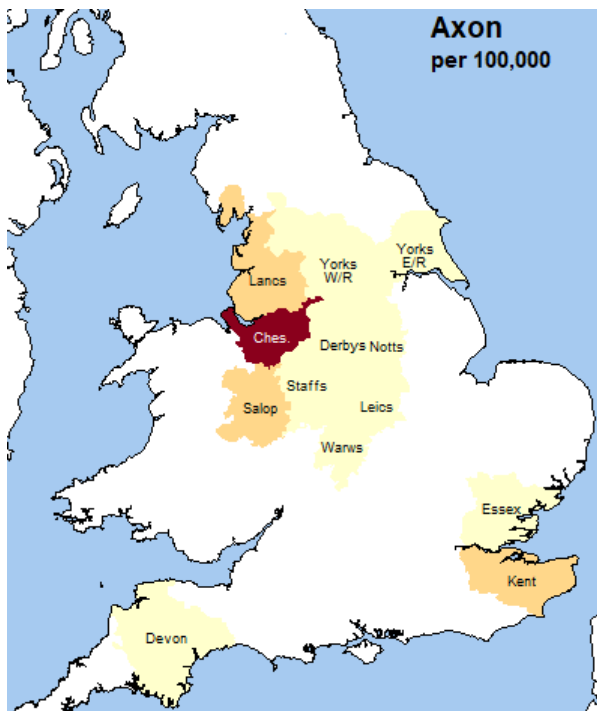 Axon
per 100,000
Yorks
E/R
Yorks
W/R
Lancs
Ches.
Derbys
Notts
Staffs
Salop
Leics
Warws
Essex
Kent
Devon